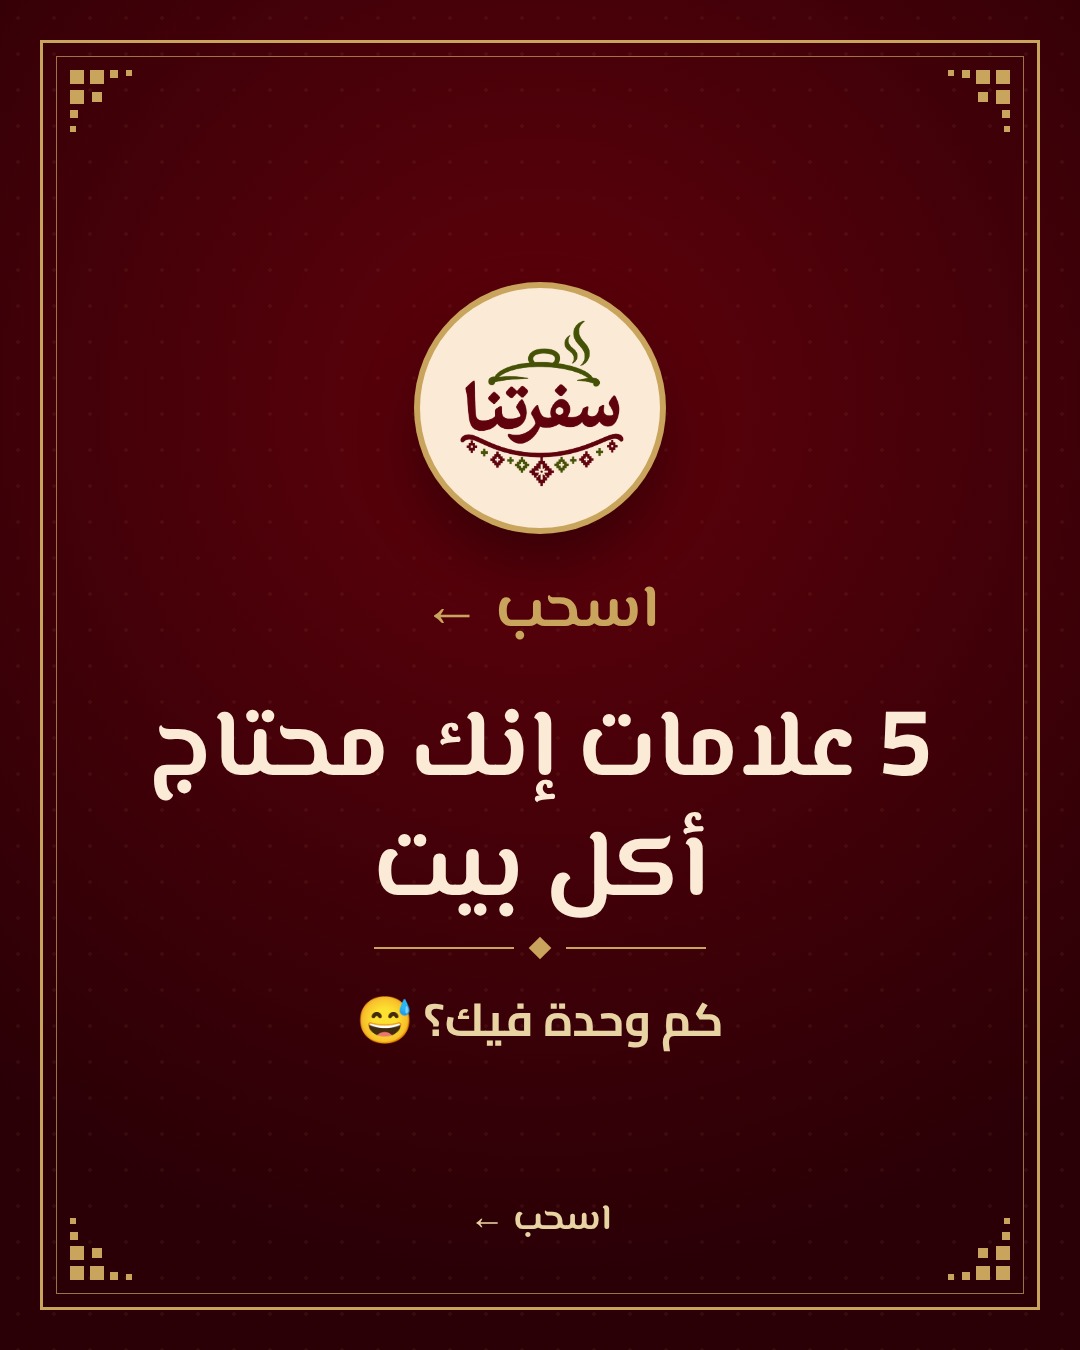 سفرتنا
اسحب ←
5 علامات إنك محتاج
أكل بيت
كم وحدة فيك؟ 😅
اسحب ←